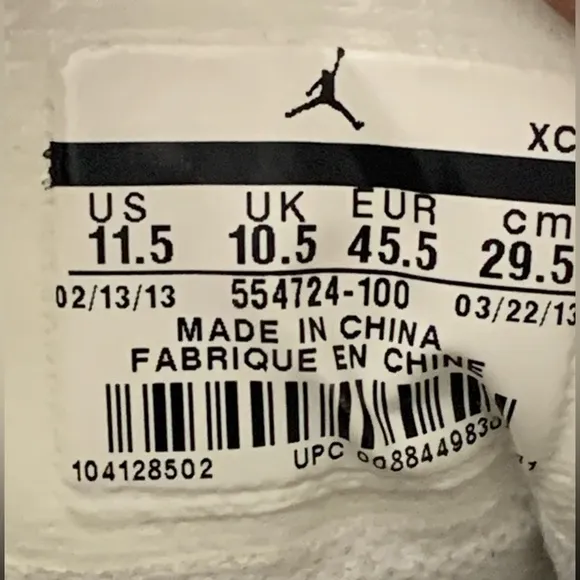 XC
US UK EUR cm
11.5 10.5 45.5 29.5
02/13/13 554724-100 03/22/13
MADE IN CHINA
FABRIQUE EN CHINE
104128502 UPC